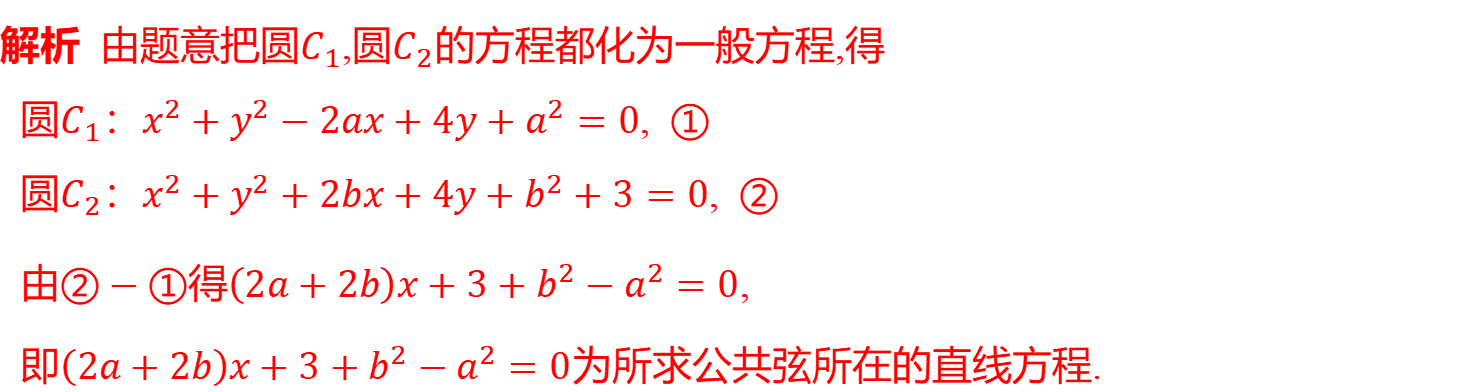 解析 由题意把圆𝐶₁,圆𝐶₂的方程都化为一般方程,得
圆𝐶₁：𝑥² + 𝑦² − 2𝑎𝑥 + 4𝑦 + 𝑎² = 0, ①
圆𝐶₂：𝑥² + 𝑦² + 2𝑏𝑥 + 4𝑦 + 𝑏² + 3 = 0, ②
由② − ①得(2𝑎 + 2𝑏)𝑥 + 3 + 𝑏² − 𝑎² = 0,
即(2𝑎 + 2𝑏)𝑥 + 3 + 𝑏² − 𝑎² = 0为所求公共弦所在的直线方程.